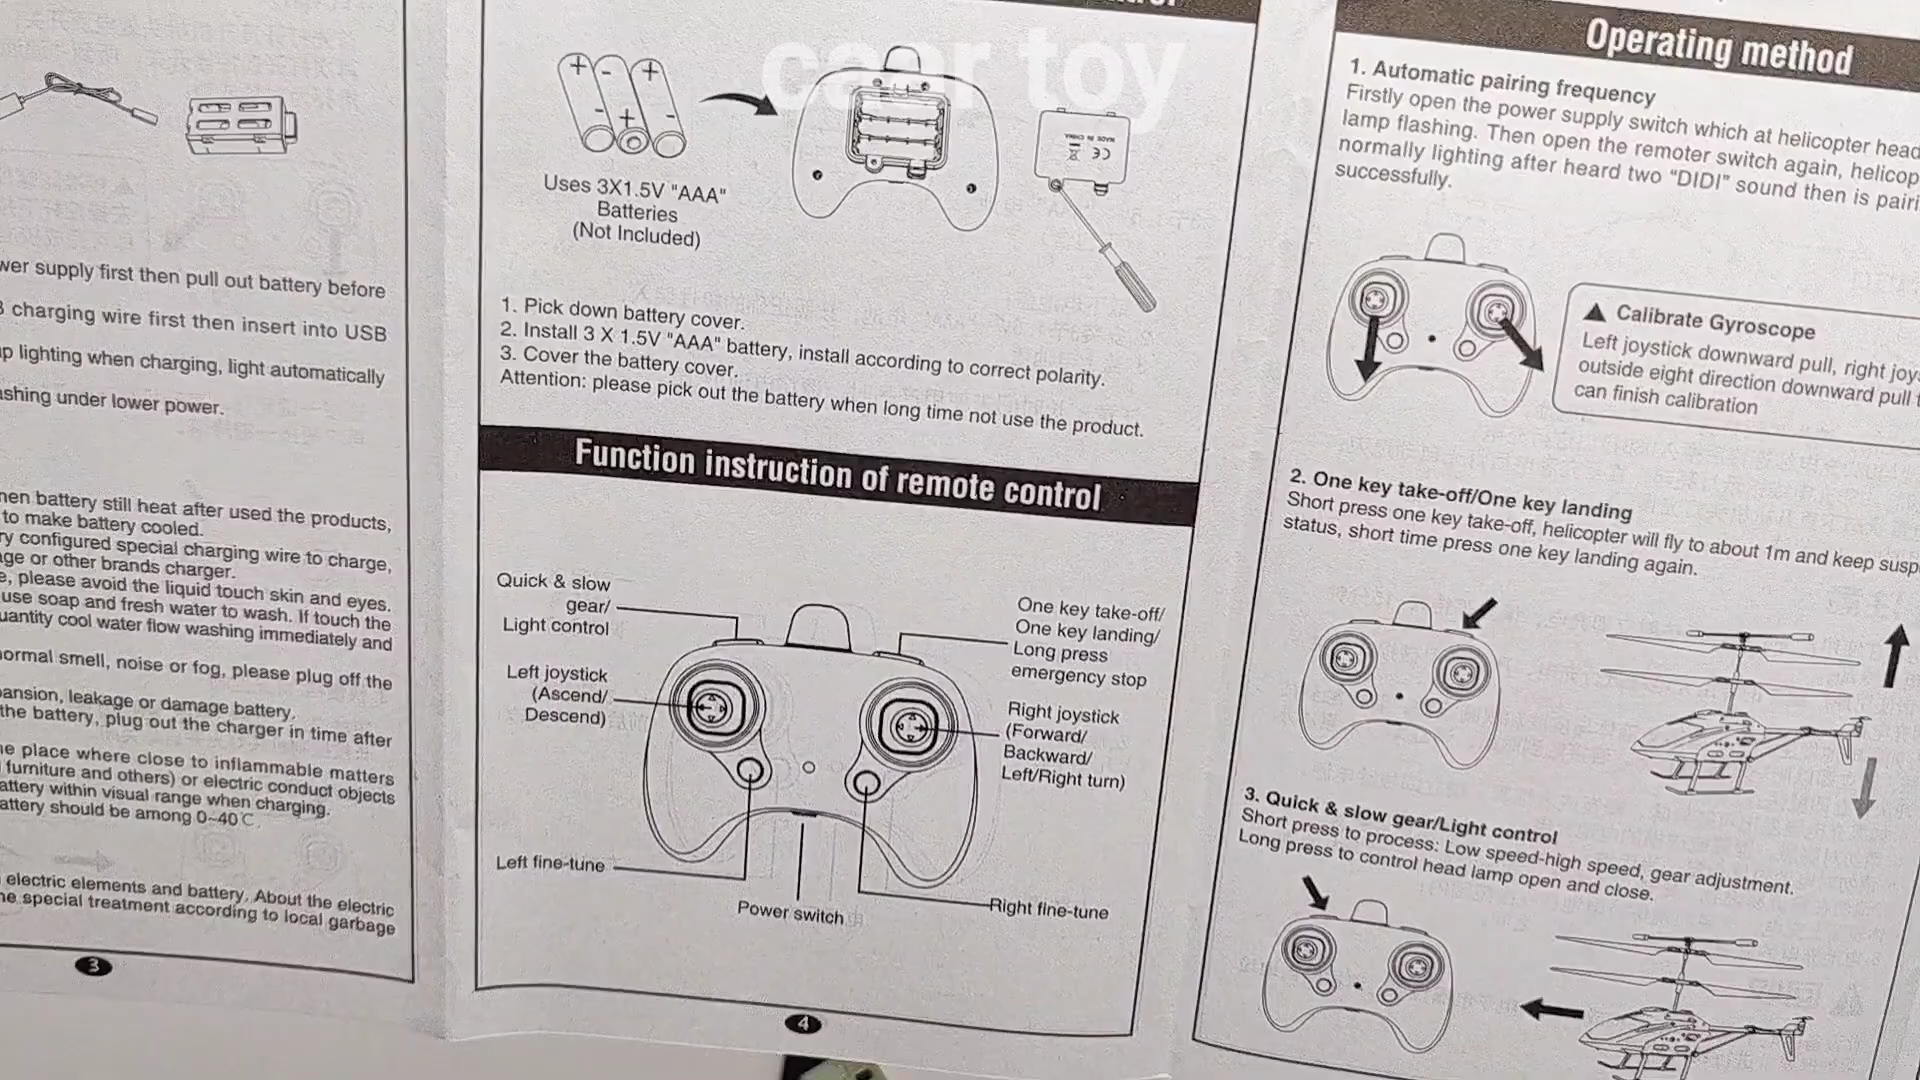 caer toy
wer supply first then pull out battery before
charging wire first then insert into USB
p lighting when charging, light automatically
ashing under lower power.
hen battery still heat after used the products,
to make battery cooled.
ry configured special charging wire to charge,
age or other brands charger.
e, please avoid the liquid touch skin and eyes.
use soap and fresh water to wash. If touch the
uantity cool water flow washing immediately and
ormal smell, noise or fog, please plug off the
pansion, leakage or damage battery.
the battery, plug out the charger in time after
he place where close to inflammable matters
furniture and others) or electric conduct objects
attery within visual range when charging.
attery should be among 0~40℃.
electric elements and battery. About the electric
he special treatment according to local garbage
3
+ - +
- + -
MADE IN CHINA
CE
Uses 3X1.5V "AAA"
Batteries
(Not Included)
1. Pick down battery cover.
2. Install 3 X 1.5V "AAA" battery, install according to correct polarity.
3. Cover the battery cover.
Attention: please pick out the battery when long time not use the product.
Function instruction of remote control
Quick & slow
gear/
Light control
Left joystick
(Ascend/
Descend)
Left fine-tune
Power switch
One key take-off/
One key landing/
Long press
emergency stop
Right joystick
(Forward/
Backward/
Left/Right turn)
Right fine-tune
4
Operating method
1. Automatic pairing frequency
Firstly open the power supply switch which at helicopter head
lamp flashing. Then open the remoter switch again, helicop
normally lighting after heard two "DIDI" sound then is pairi
successfully.
▲ Calibrate Gyroscope
Left joystick downward pull, right joys
outside eight direction downward pull t
can finish calibration
2. One key take-off/One key landing
Short press one key take-off, helicopter will fly to about 1m and keep susp
status, short time press one key landing again.
3. Quick & slow gear/Light control
Short press to process: Low speed-high speed, gear adjustment.
Long press to control head lamp open and close.